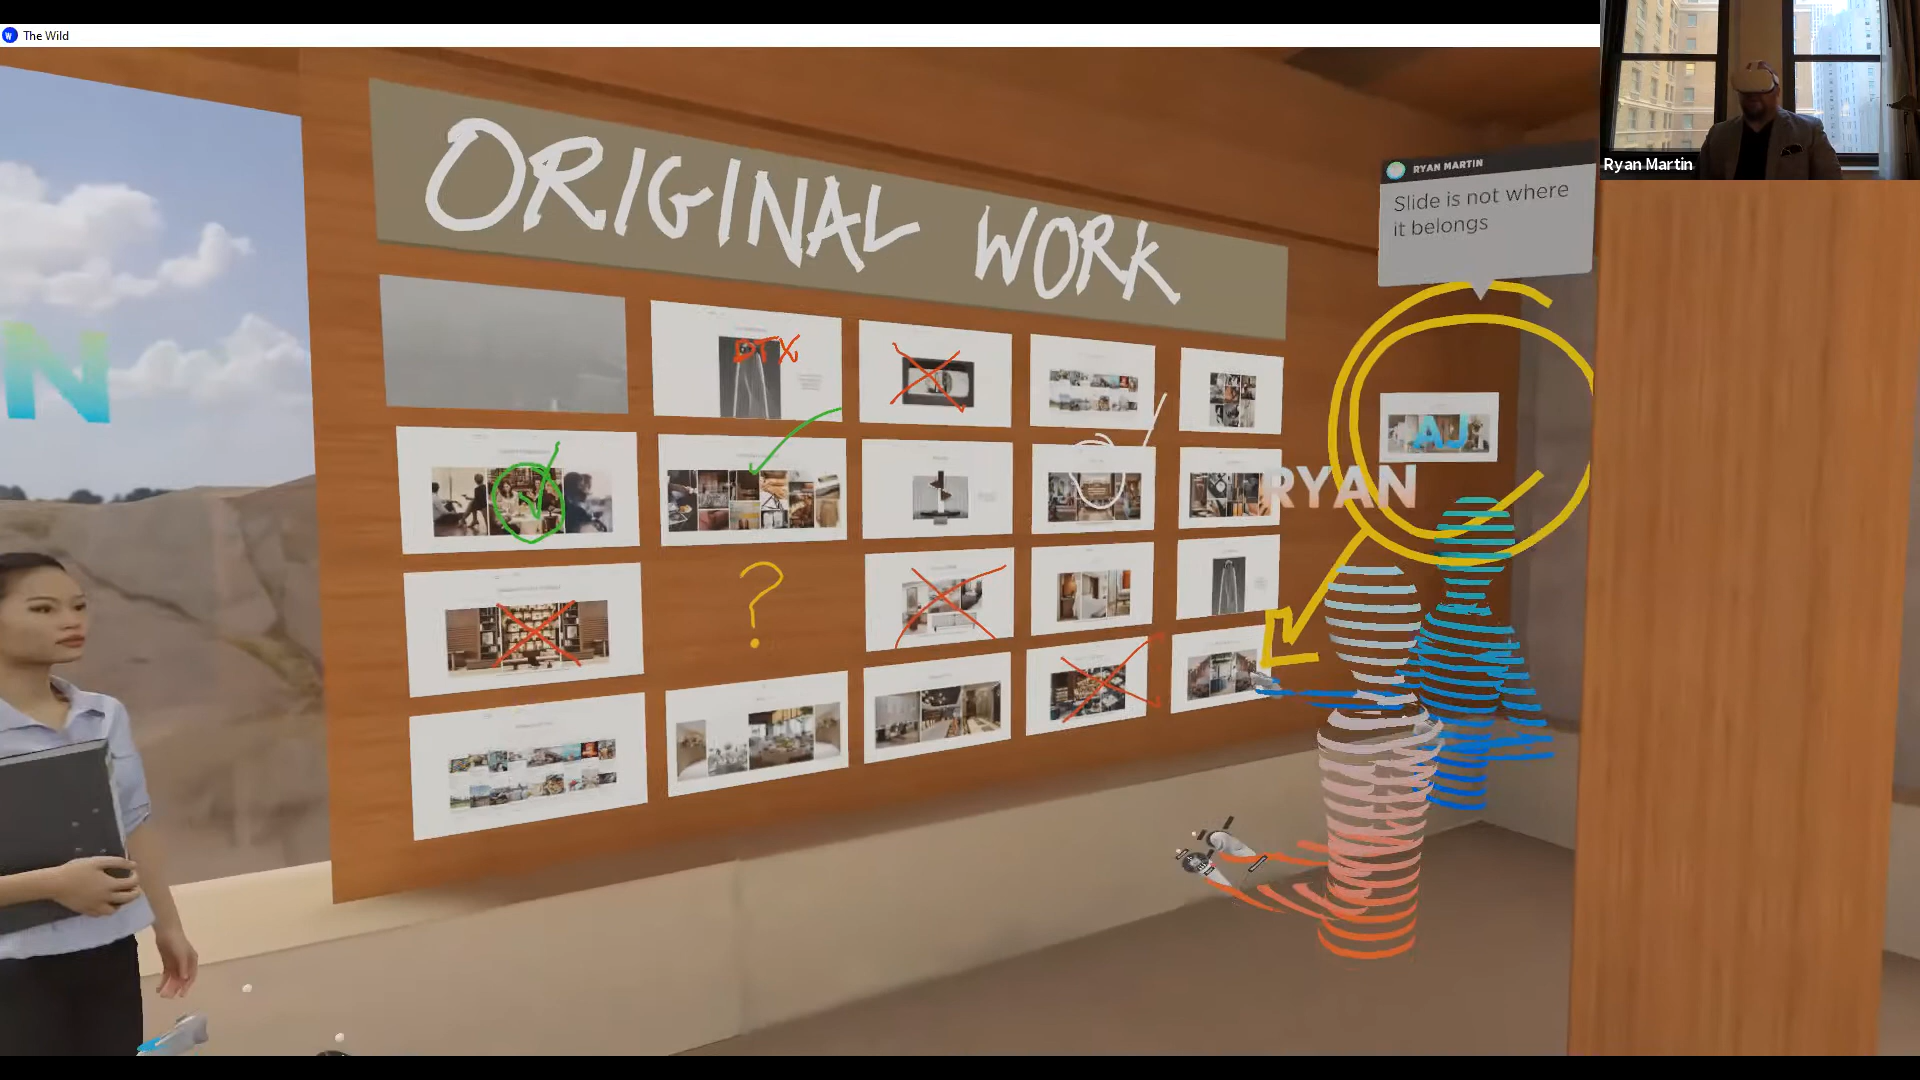 The Wild
Ryan Martin
ORIGINAL WORK
RYAN MARTIN
Slide is not where
it belongs
N
DTX
AJ
RYAN
?